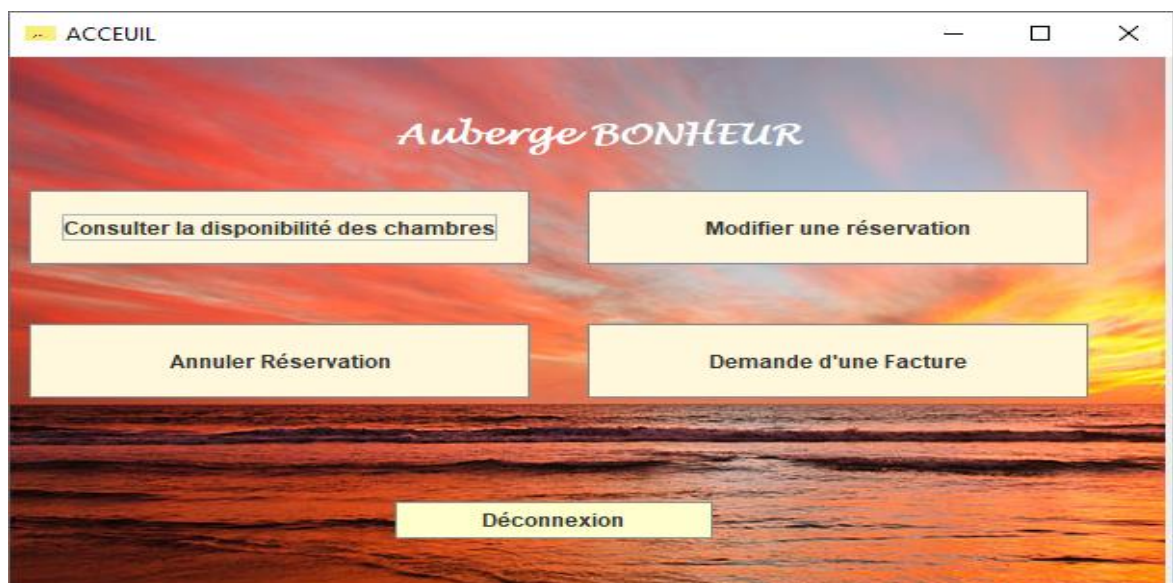 ACCEUIL
Auberge BONHEUR
Consulter la disponibilité des chambres
Modifier une réservation
Annuler Réservation
Demande d'une Facture
Déconnexion